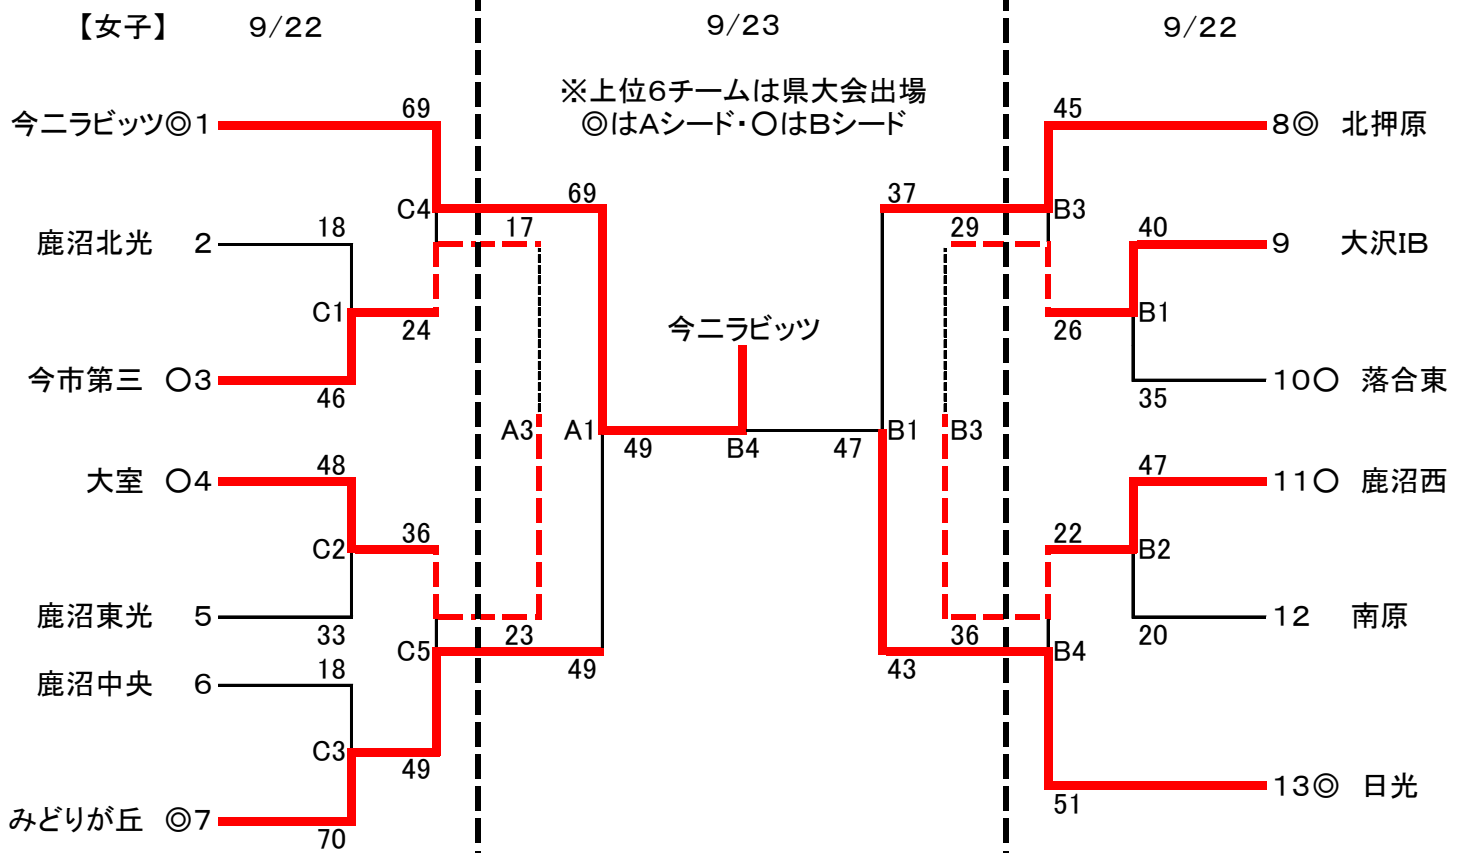 【女子】 9/22 9/23 9/22
※上位6チームは県大会出場
◎はAシード・○はBシード
69 45
今二ラビッツ◎1 8◎ 北押原
69 37
C4 B3
18 17 29 40
鹿沼北光 2 9 大沢IB
C1 B1
24 26
今二ラビッツ
今市第三 ○3 10○ 落合東
46 35
A3 A1 B1 B3
49 B4 47
48 47
大室 ○4 11○ 鹿沼西
36 22
C2 B2
鹿沼東光 5 12 南原
33 23 36 20
C5 B4
18 49 43
鹿沼中央 6
C3
49
13◎ 日光
51
みどりが丘 ◎7
70